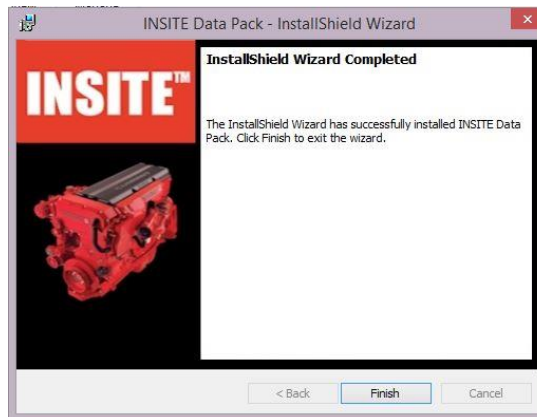 INSITE Data Pack - InstallShield Wizard
INSITE™
InstallShield Wizard Completed
The InstallShield Wizard has successfully installed INSITE Data
Pack. Click Finish to exit the wizard.
< Back
Finish
Cancel